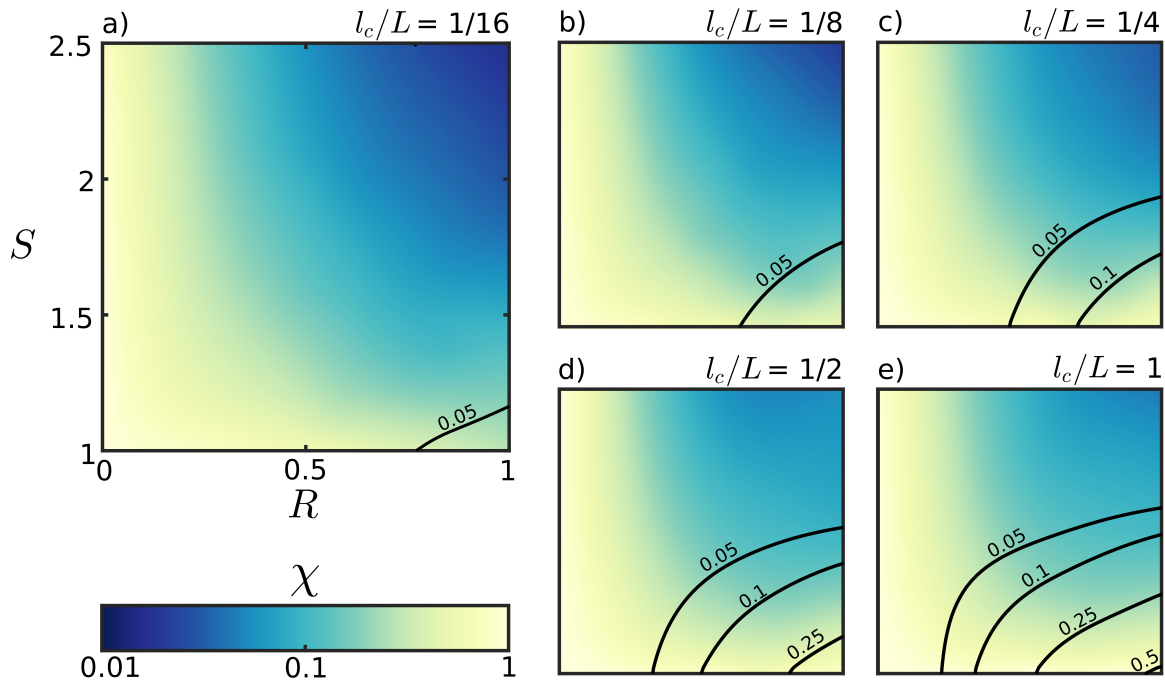 a) l_c/L = 1/16
2.5
2
S
1.5
1
0.05
0 0.5 1
R
χ
0.01 0.1 1
b) l_c/L = 1/8
0.05
c) l_c/L = 1/4
0.05
0.1
d) l_c/L = 1/2
0.05
0.1
0.25
e) l_c/L = 1
0.05
0.1
0.25
0.5